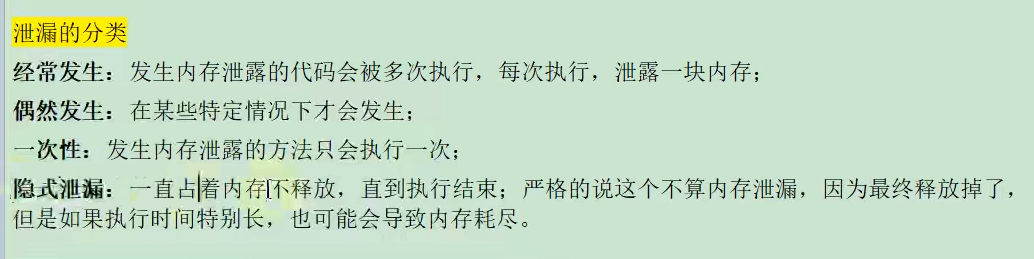 泄漏的分类
经常发生：发生内存泄露的代码会被多次执行，每次执行，泄露一块内存；
偶然发生：在某些特定情况下才会发生；
一次性：发生内存泄露的方法只会执行一次；
隐式泄漏：一直占着内存不释放，直到执行结束；严格的说这个不算内存泄漏，因为最终释放掉了，
但是如果执行时间特别长，也可能会导致内存耗尽。